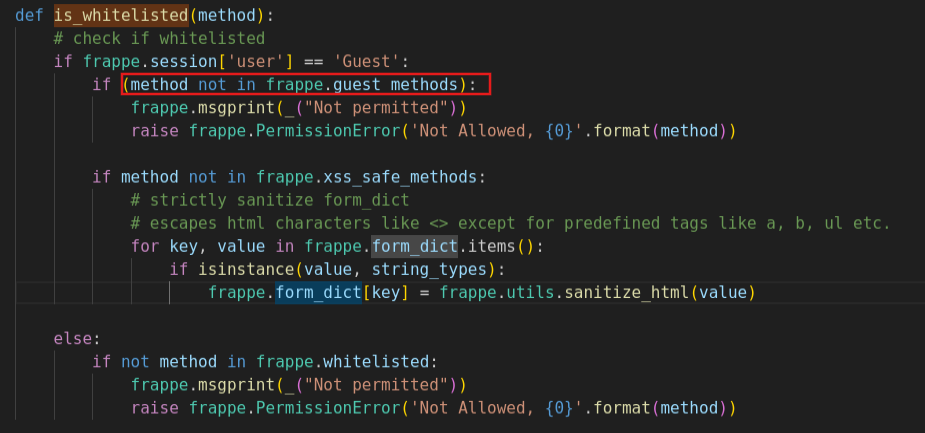 def is_whitelisted(method):
# check if whitelisted
if frappe.session['user'] == 'Guest':
if (method not in frappe.guest_methods):
frappe.msgprint(_("Not permitted"))
raise frappe.PermissionError('Not Allowed, {0}'.format(method))
if method not in frappe.xss_safe_methods:
# strictly sanitize form_dict
# escapes html characters like <> except for predefined tags like a, b, ul etc.
for key, value in frappe.form_dict.items():
if isinstance(value, string_types):
frappe.form_dict[key] = frappe.utils.sanitize_html(value)
else:
if not method in frappe.whitelisted:
frappe.msgprint(_("Not permitted"))
raise frappe.PermissionError('Not Allowed, {0}'.format(method))